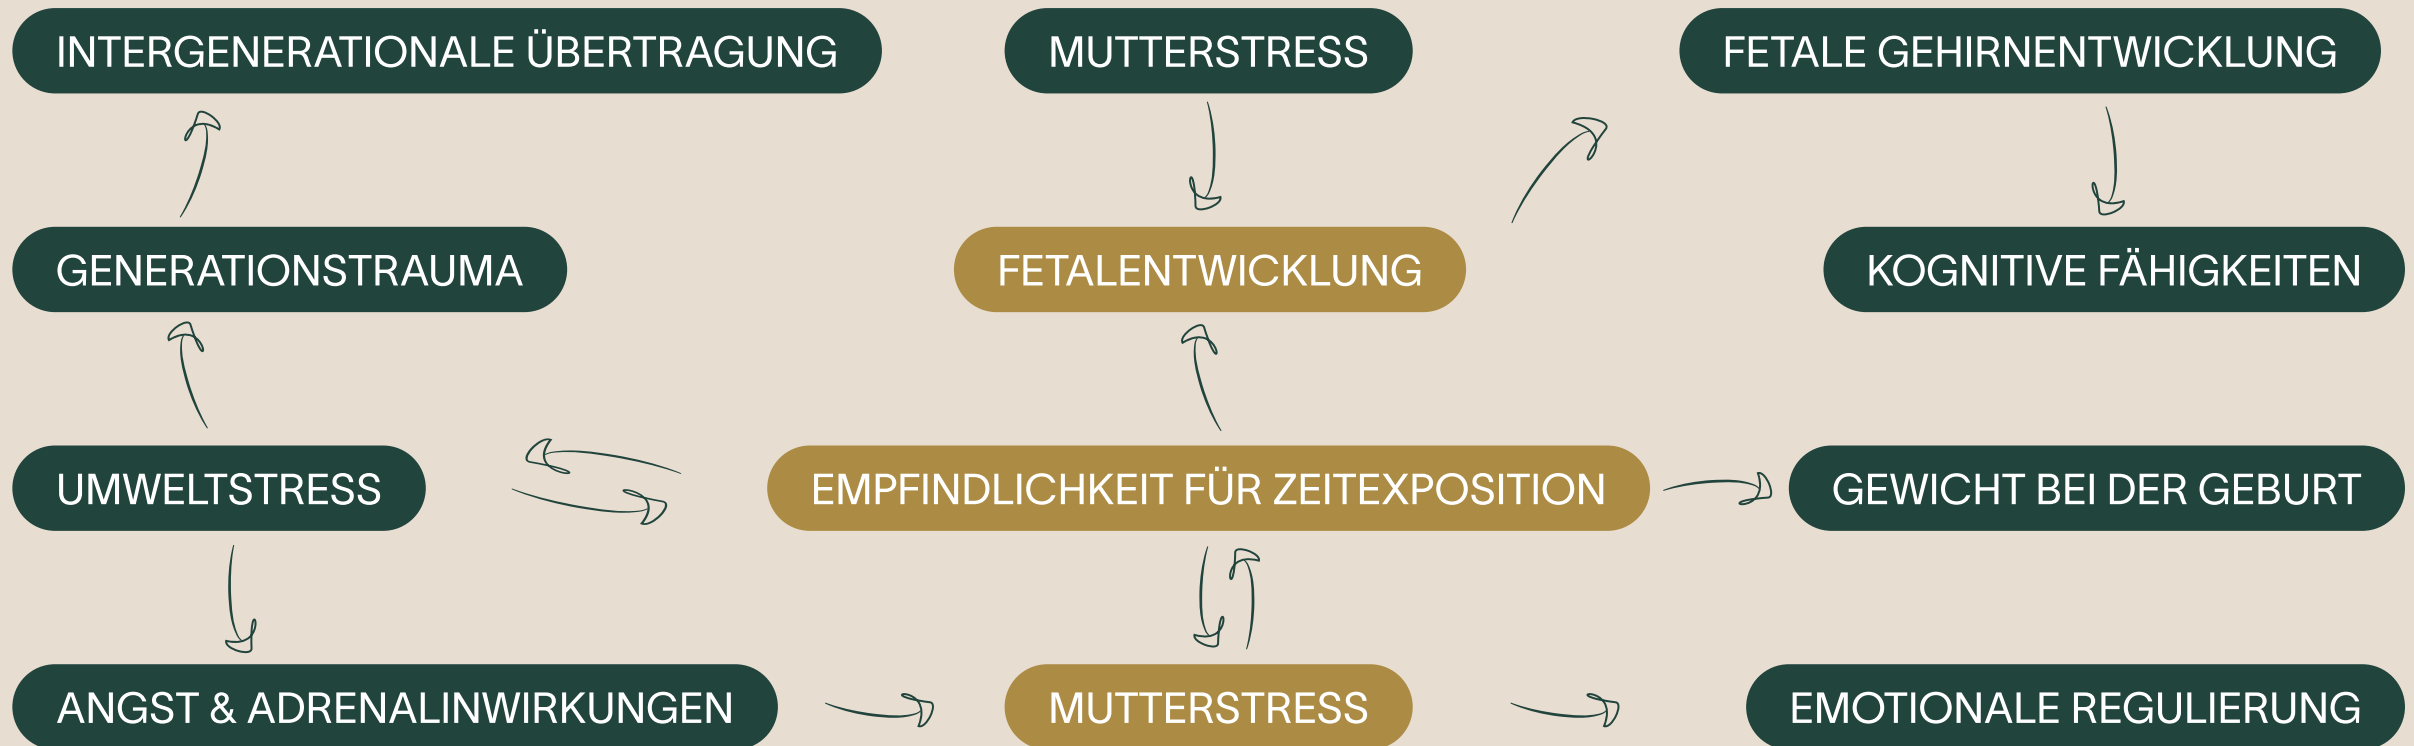 INTERGENERATIONALE ÜBERTRAGUNG
MUTTERSTRESS
FETALE GEHIRNENTWICKLUNG
GENERATIONSTRAUMA
FETALENTWICKLUNG
KOGNITIVE FÄHIGKEITEN
UMWELTSTRESS
EMPFINDLICHKEIT FÜR ZEITEXPOSITION
GEWICHT BEI DER GEBURT
ANGST & ADRENALINWIRKUNGEN
MUTTERSTRESS
EMOTIONALE REGULIERUNG